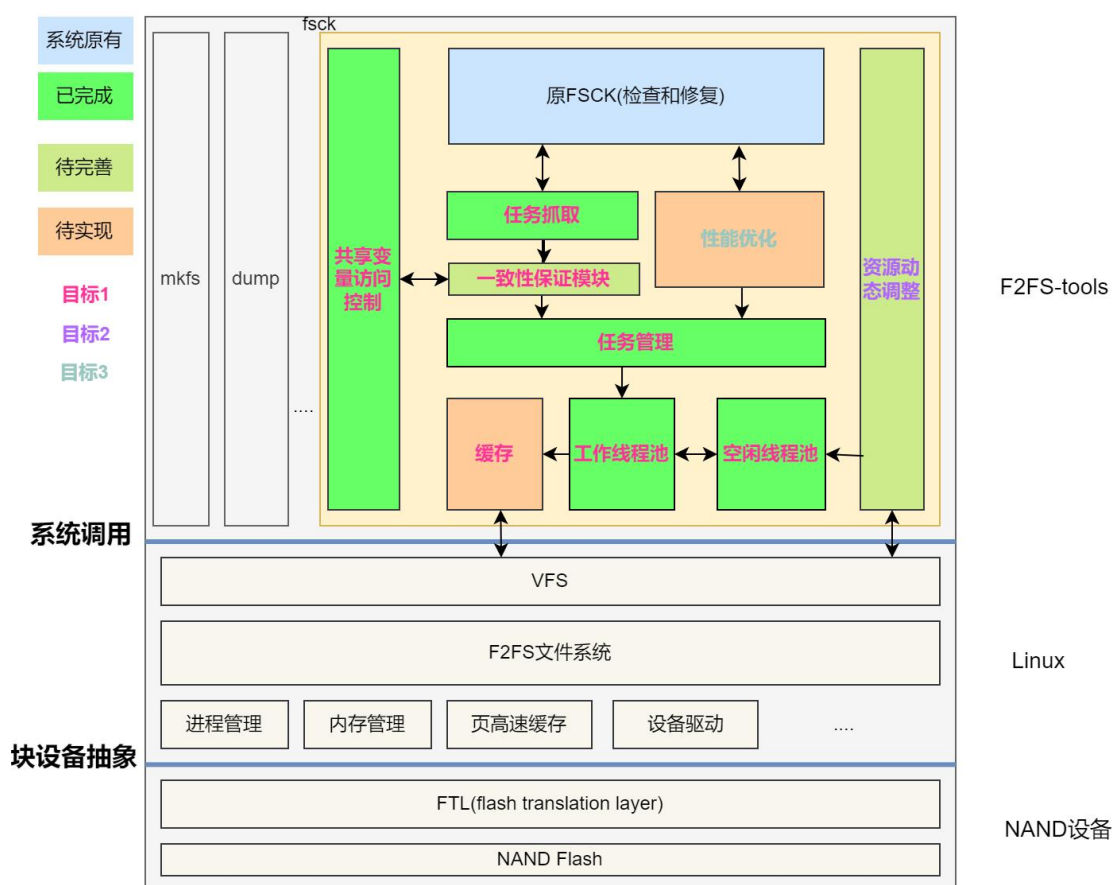 系统原有
已完成
待完善
待实现
目标1
目标2
目标3
系统调用
块设备抽象
mkfs
dump
....
fsck
共享变
量访问
控制
原FSCK(检查和修复)
任务抓取
一致性保证模块
性能优化
资源动
态调整
任务管理
缓存
工作线程池
空闲线程池
VFS
F2FS文件系统
进程管理
内存管理
页高速缓存
设备驱动
....
FTL(flash translation layer)
NAND Flash
F2FS-tools
Linux
NAND设备